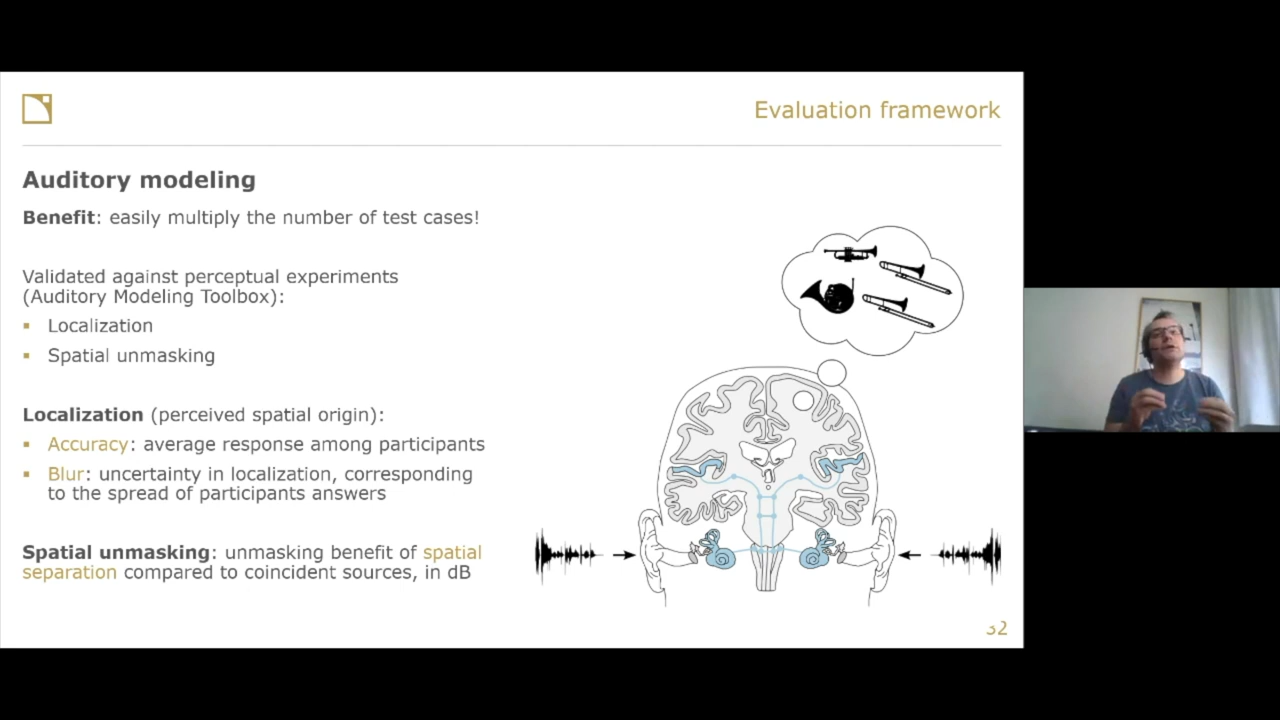 Evaluation framework
Auditory modeling
Benefit: easily multiply the number of test cases!
Validated against perceptual experiments
(Auditory Modeling Toolbox):
Localization
Spatial unmasking
Localization (perceived spatial origin):
Accuracy: average response among participants
Blur: uncertainty in localization, corresponding
to the spread of participants answers
Spatial unmasking: unmasking benefit of spatial
separation compared to coincident sources, in dB
32